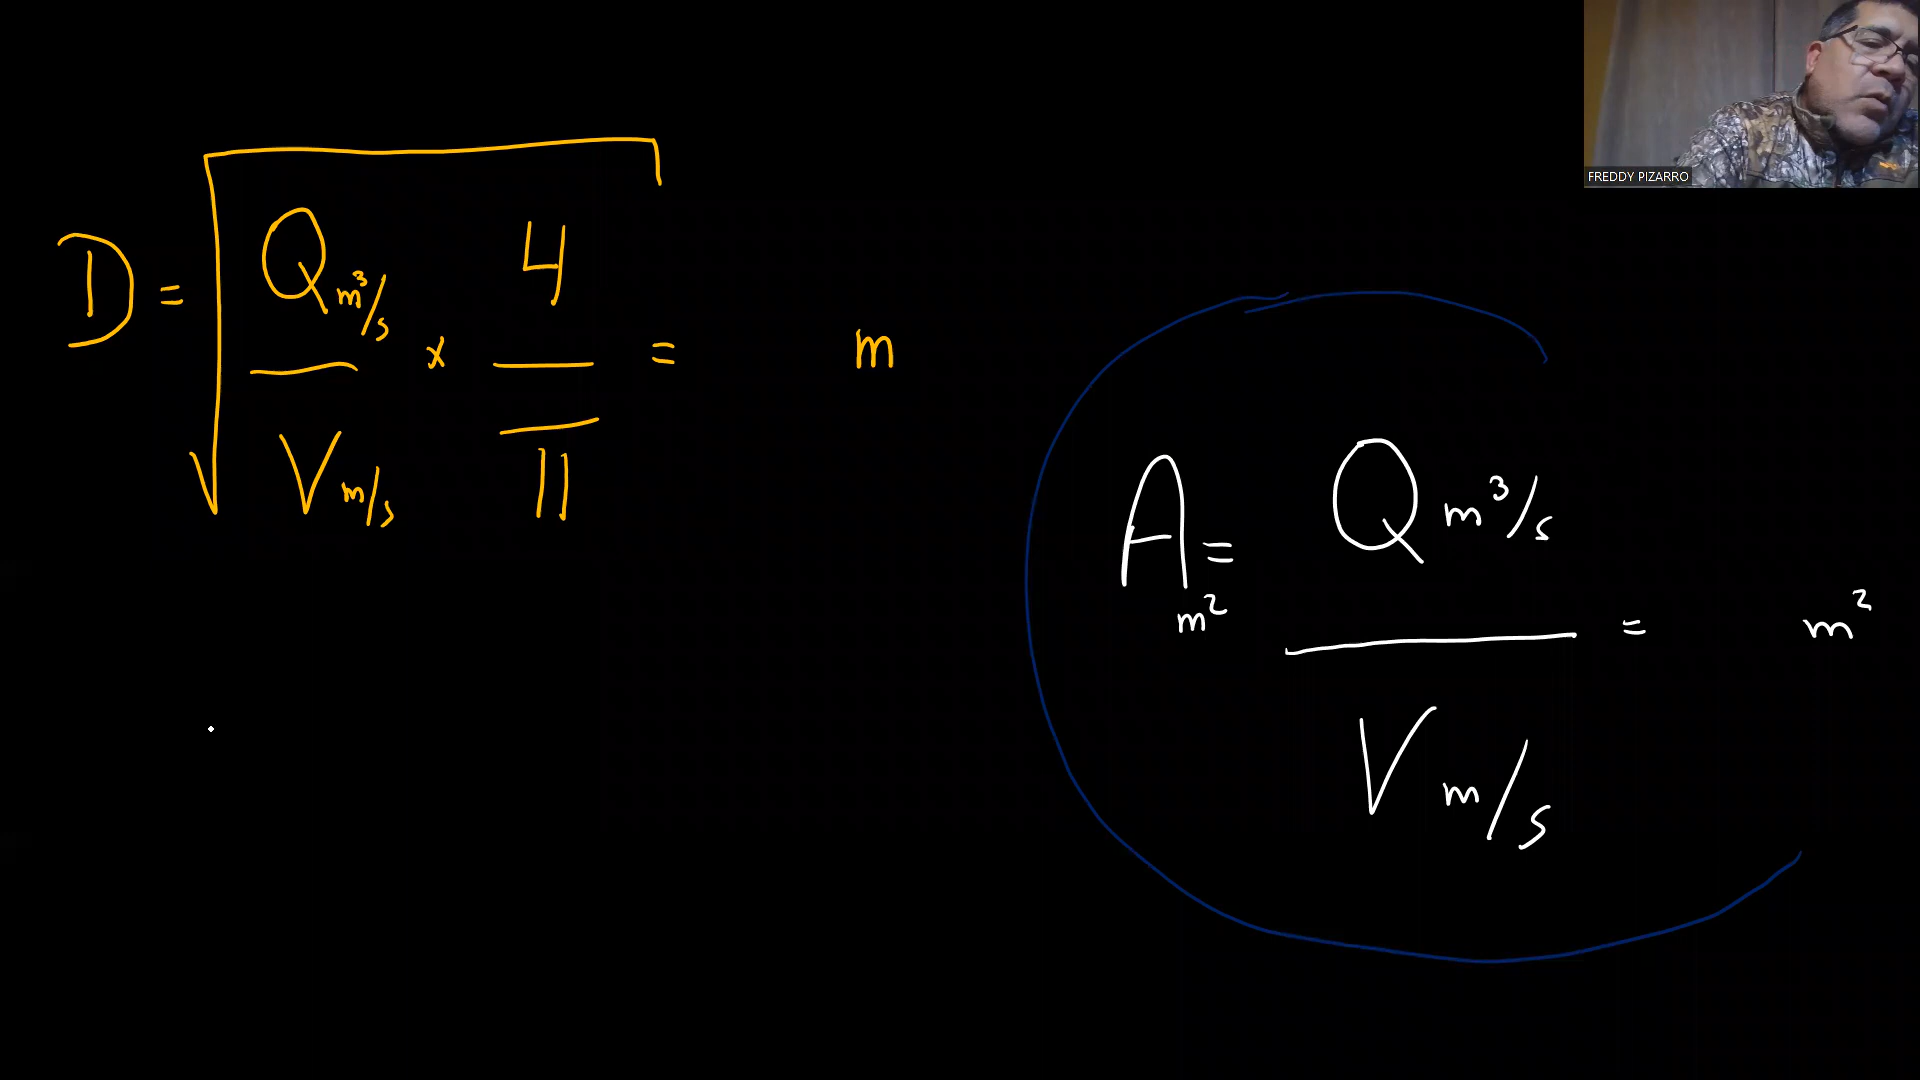 FREDDY PIZARRO
D = √ Q m³/s / V m/s x 4 / π = m
A m² = Q m³/s / V m/s = m²